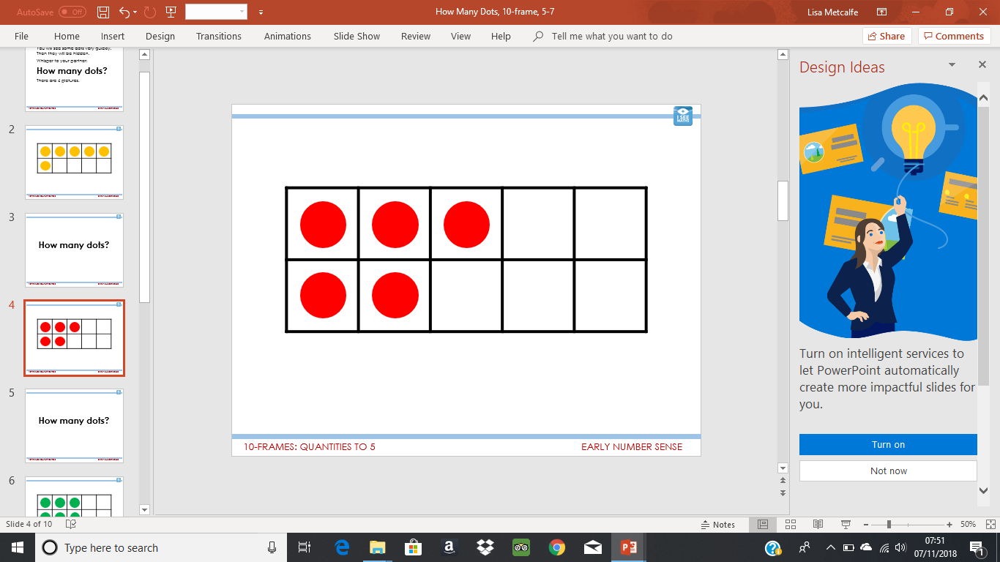 AutoSave Off
How Many Dots, 10-frame, 5-7
Lisa Metcalfe
File Home Insert Design Transitions Animations Slide Show Review View Help Tell me what you want to do
Share Comments
You will see some dots very quickly.
Then they will be hidden.
Whisper to your partner:
How many dots?
There are 4 pictures.
2
3
How many dots?
4
5
How many dots?
6
I SEE
MATHS
10-FRAMES: QUANTITIES TO 5
EARLY NUMBER SENSE
Design Ideas
Turn on intelligent services to
let PowerPoint automatically
create more impactful slides for
you.
Turn on
Not now
Slide 4 of 10
Notes
50%
Type here to search
07:51
07/11/2018
1